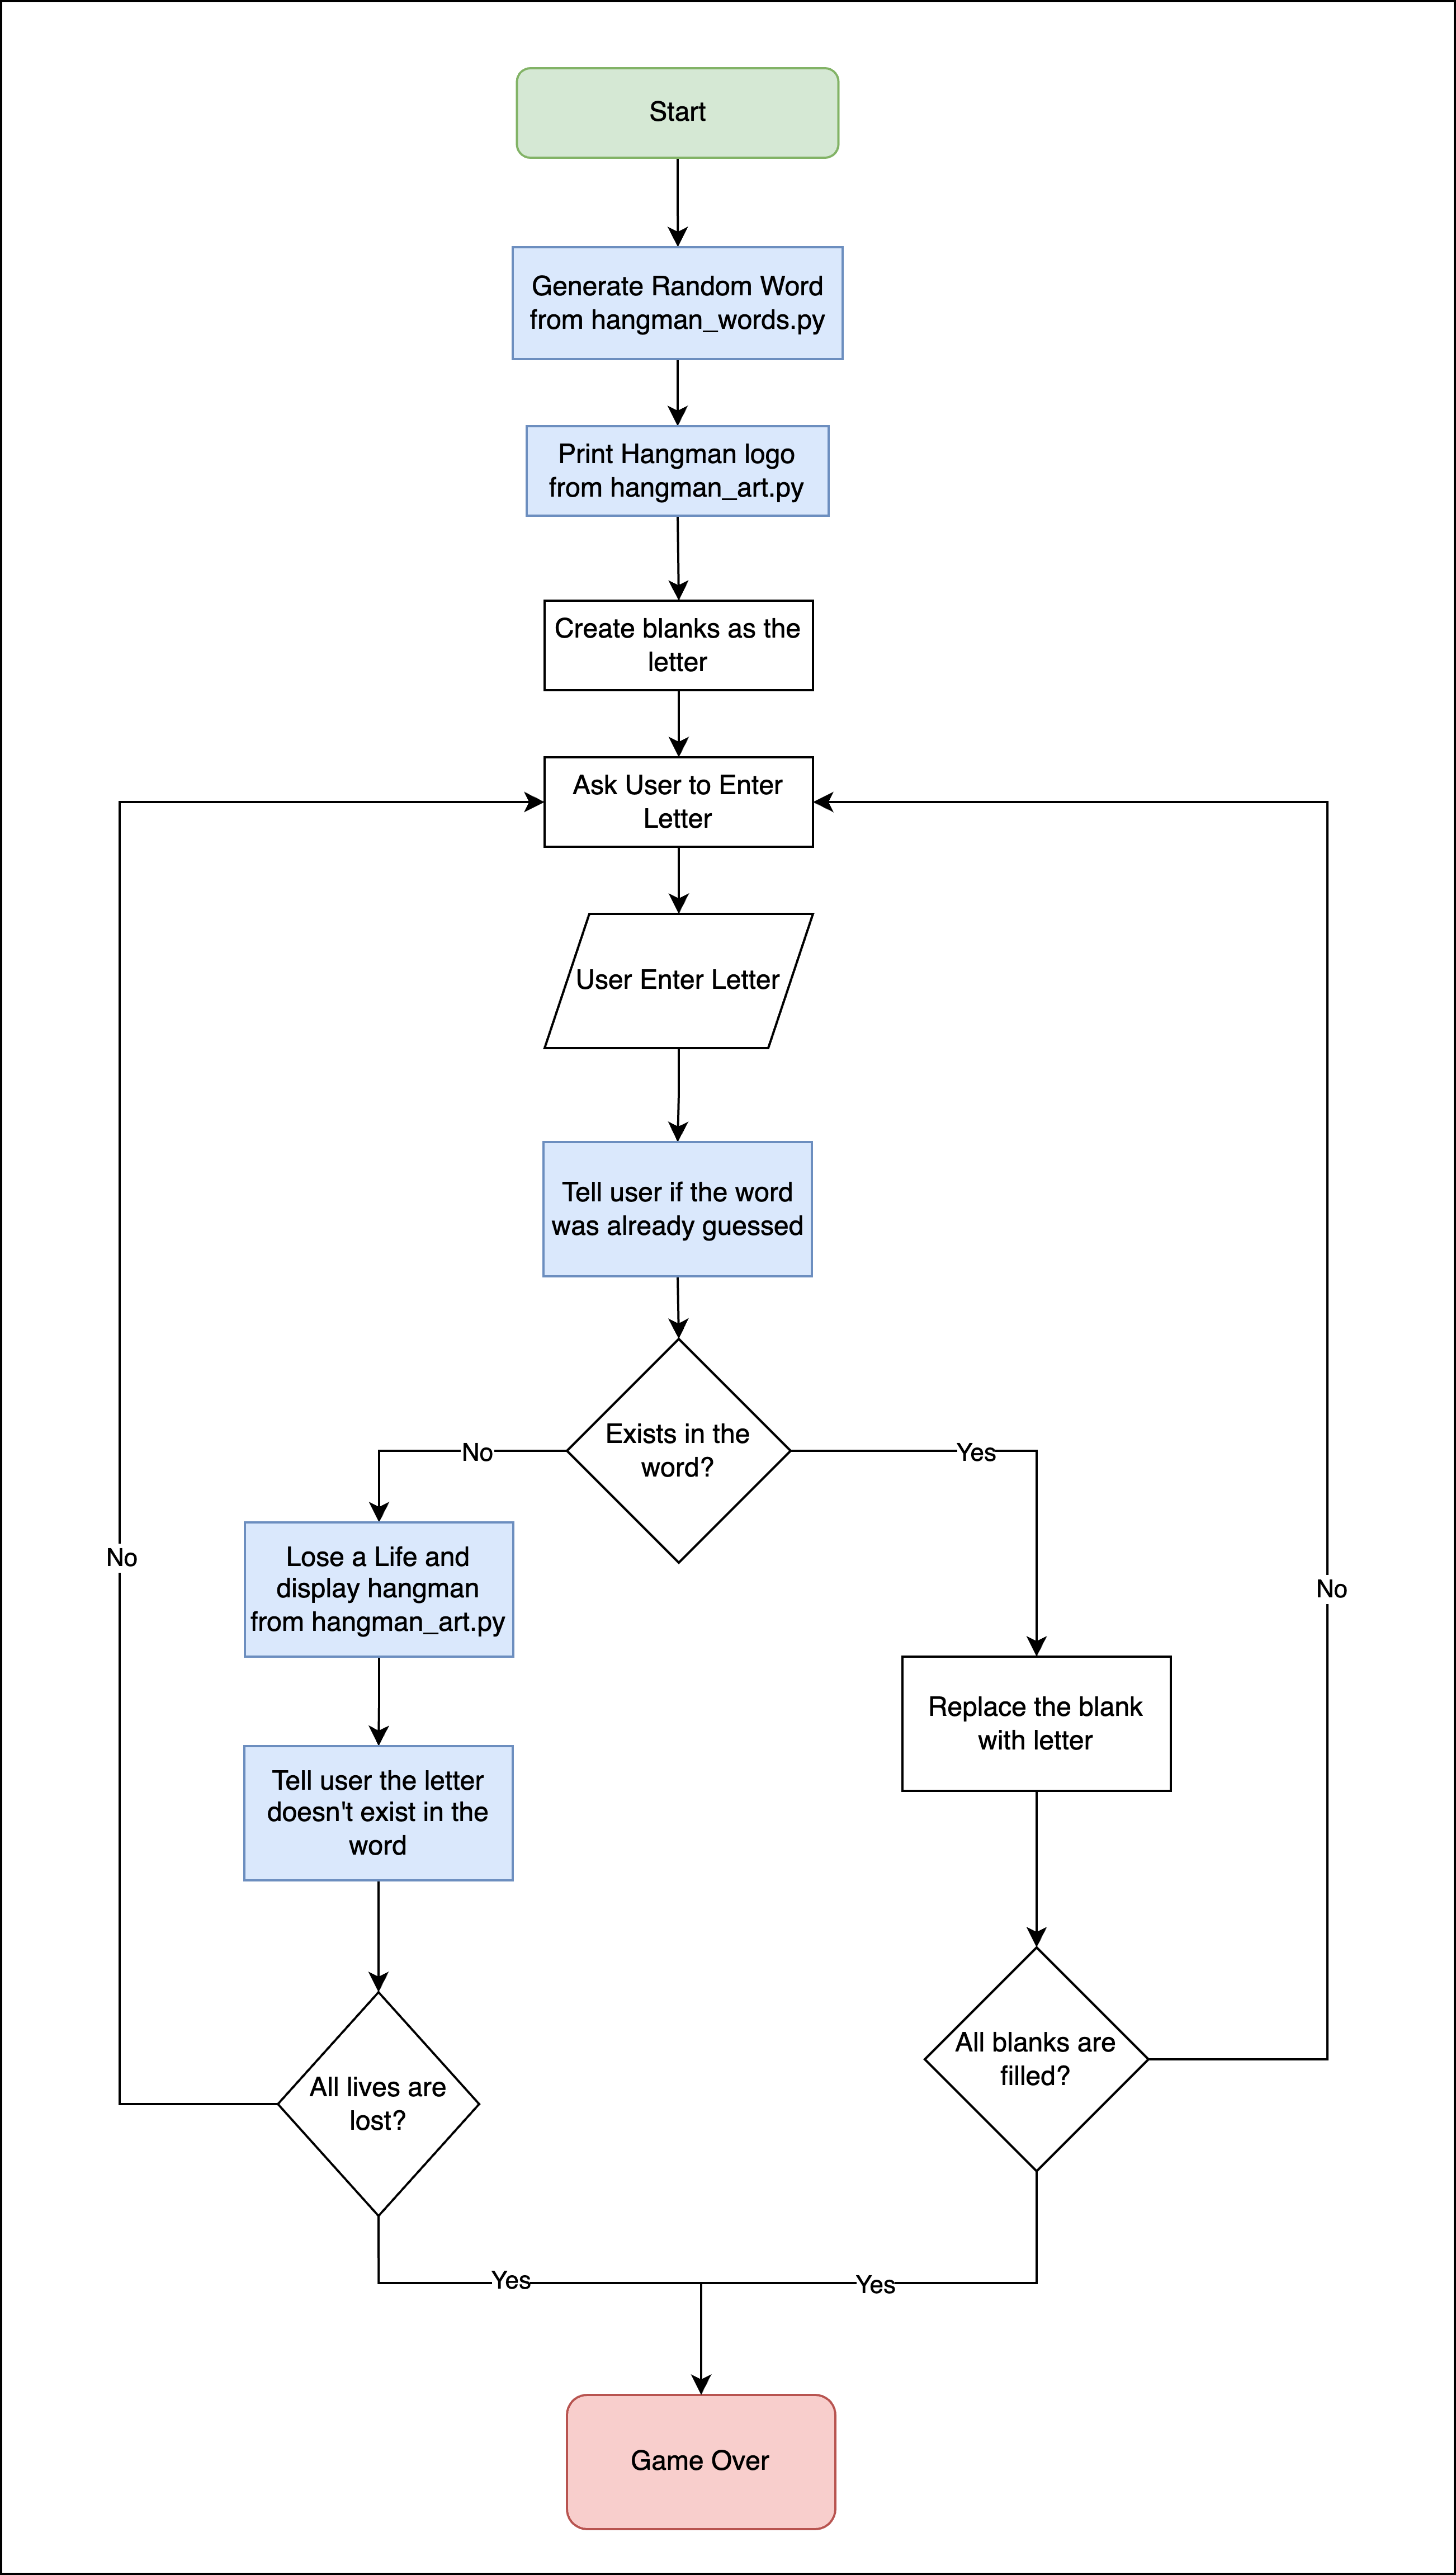 Start
Generate Random Word
from hangman_words.py
Print Hangman logo
from hangman_art.py
Create blanks as the
letter
Ask User to Enter
Letter
User Enter Letter
Tell user if the word
was already guessed
Exists in the
word?
No
Yes
Lose a Life and
display hangman
from hangman_art.py
No
No
Replace the blank
with letter
Tell user the letter
doesn't exist in the
word
All blanks are
filled?
All lives are
lost?
Yes
Yes
Game Over